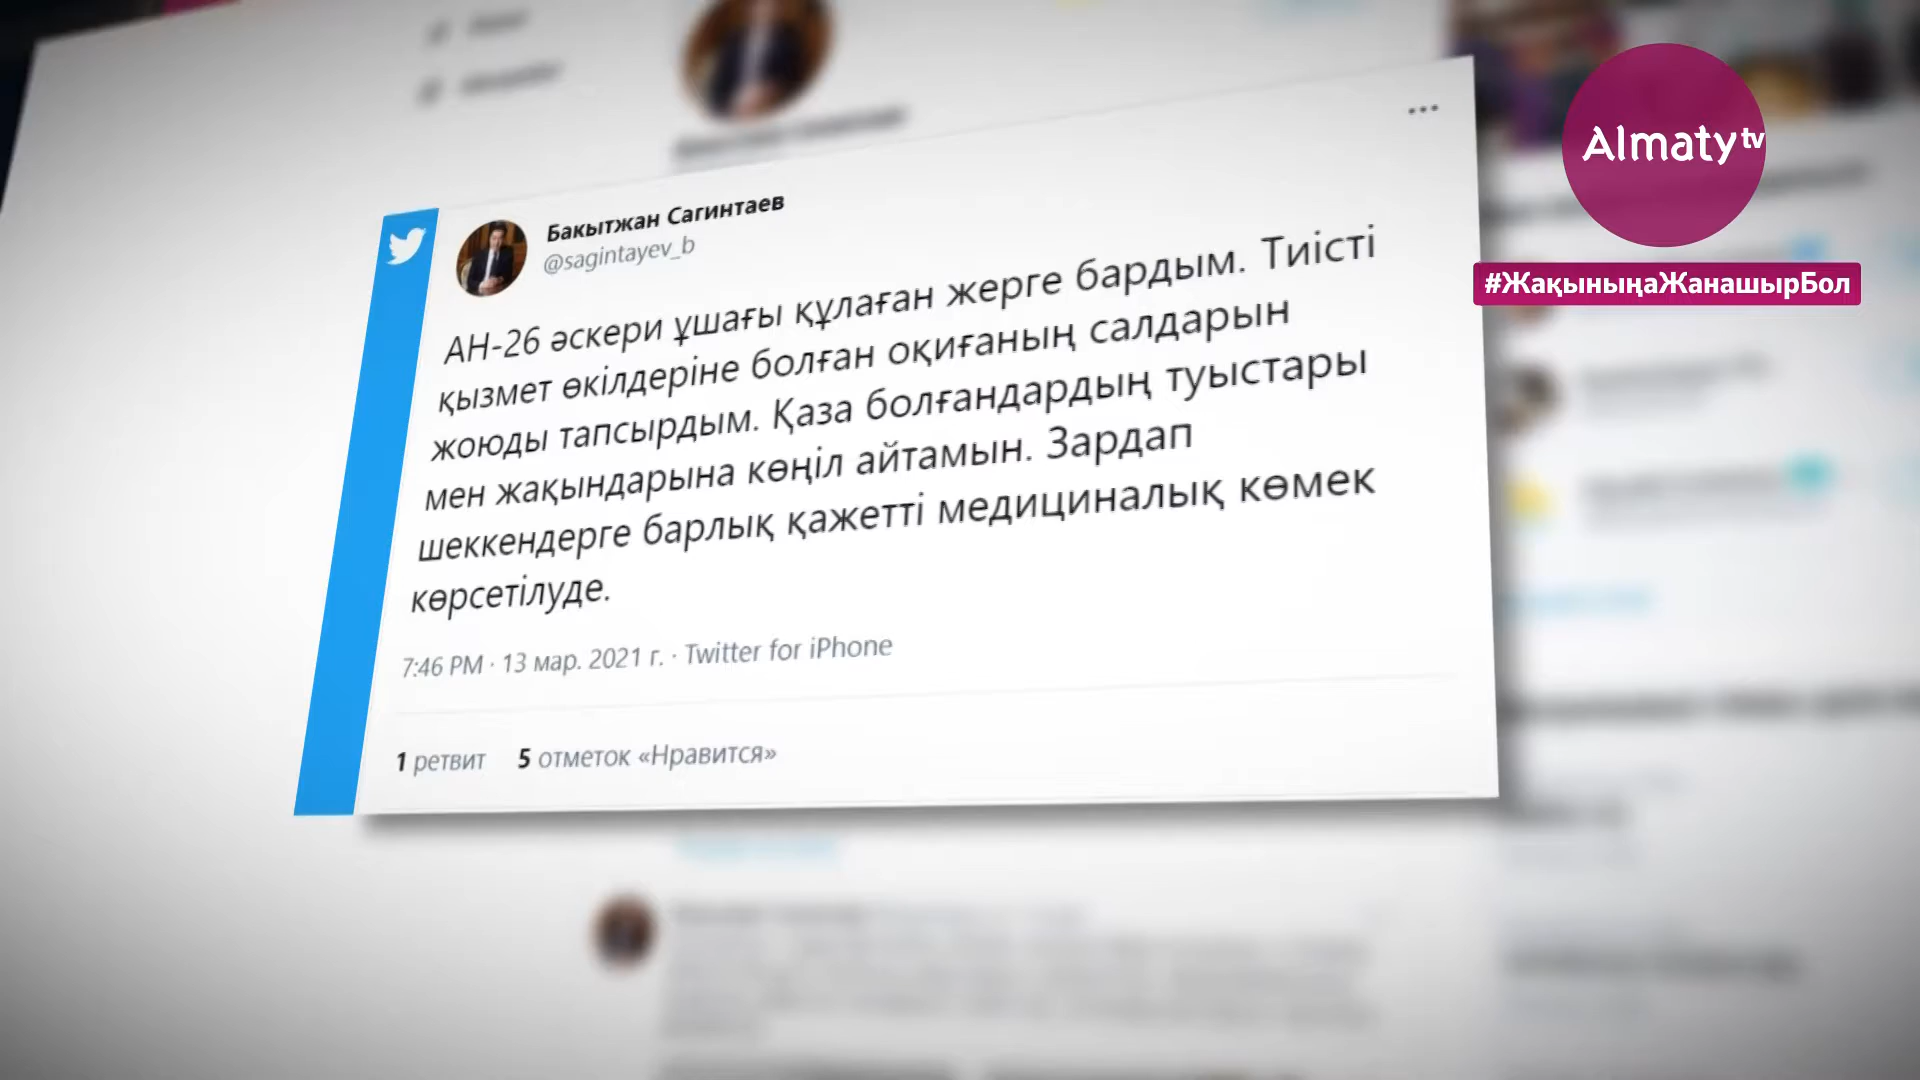 Almaty tv
#ЖақыныңаЖанашырБол
Бакытжан Сагинтаев
@sagintayev_b
АН-26 әскери ұшағы құлаған жерге бардым. Тиісті
қызмет өкілдеріне болған оқиғаның салдарын
жоюды тапсырдым. Қаза болғандардың туыстары
мен жақындарына көңіл айтамын. Зардап
шеккендерге барлық қажетті медициналық көмек
көрсетілуде.
7:46 PM · 13 мар. 2021 г. · Twitter for iPhone
1 ретвит 5 отметок «Нравится»